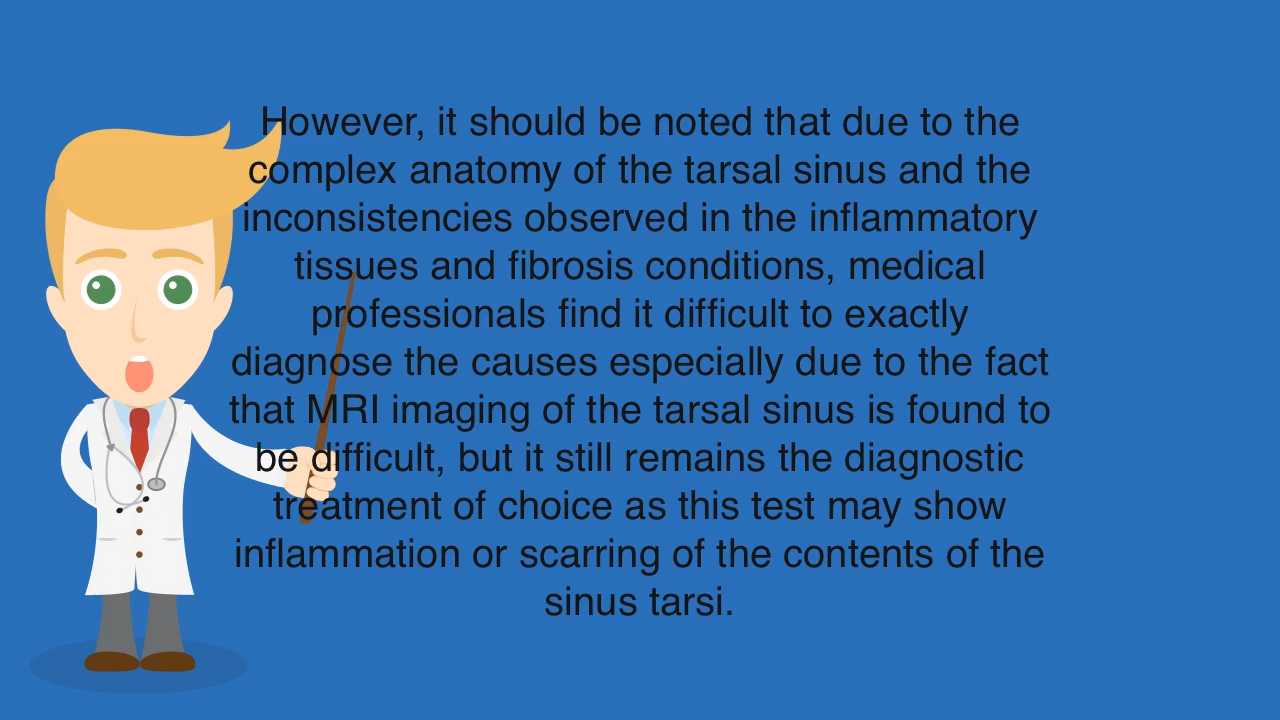 However, it should be noted that due to the
complex anatomy of the tarsal sinus and the
inconsistencies observed in the inflammatory
tissues and fibrosis conditions, medical
professionals find it difficult to exactly
diagnose the causes especially due to the fact
that MRI imaging of the tarsal sinus is found to
be difficult, but it still remains the diagnostic
treatment of choice as this test may show
inflammation or scarring of the contents of the
sinus tarsi.